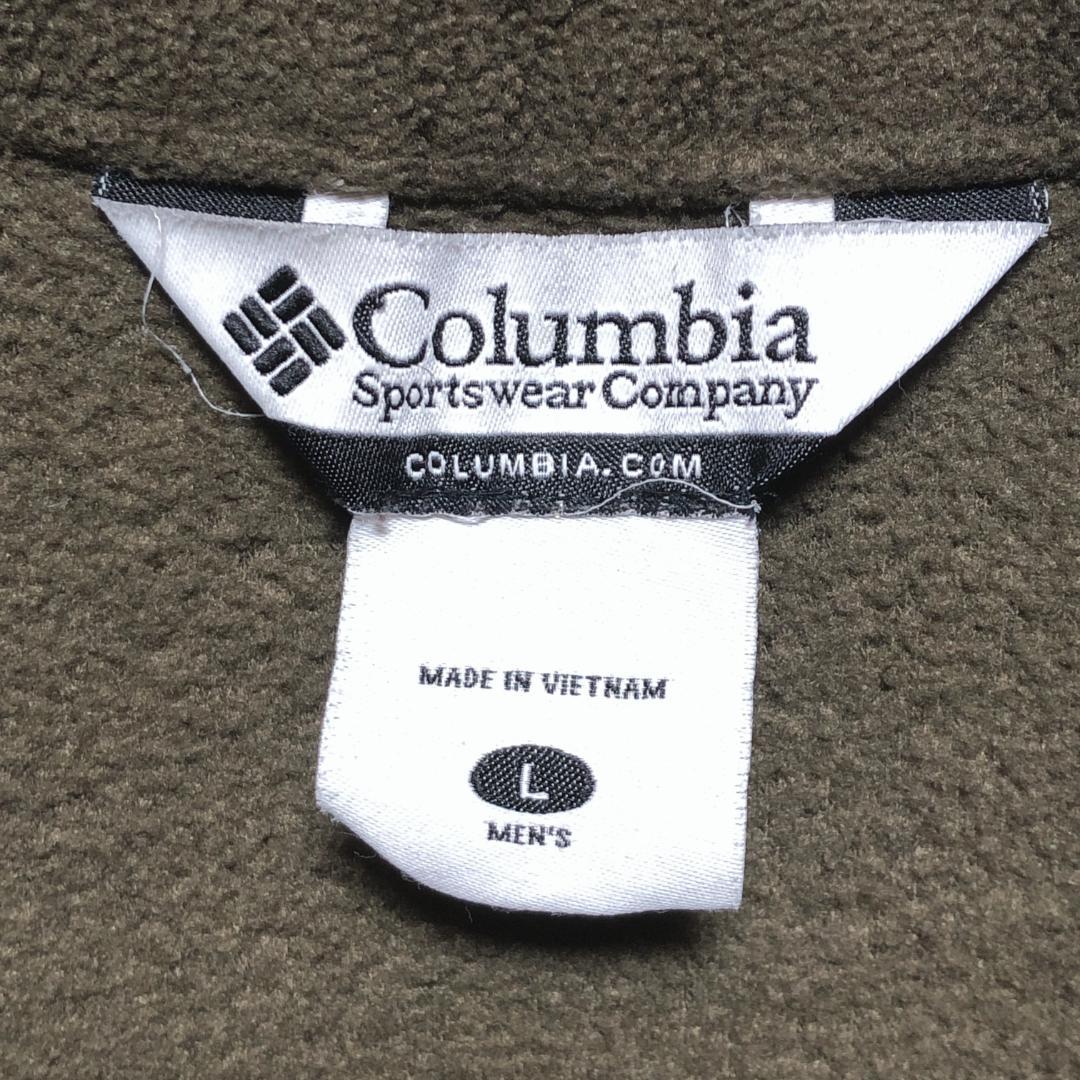 Columbia
Sportswear Company
COLUMBIA.COM
MADE IN VIETNAM
L
MEN'S